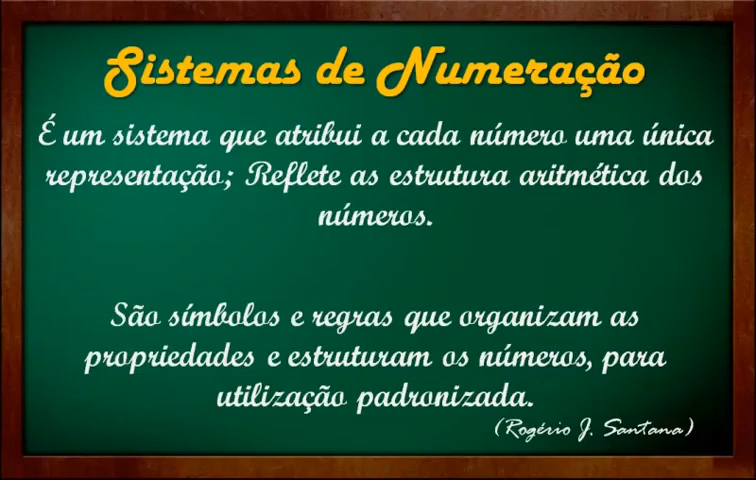 Sistemas de Numeração
É um sistema que atribui a cada número uma única
representação; Reflete as estrutura aritmética dos
números.
São símbolos e regras que organizam as
propriedades e estruturam os números, para
utilização padronizada.
(Rogério J. Santana)